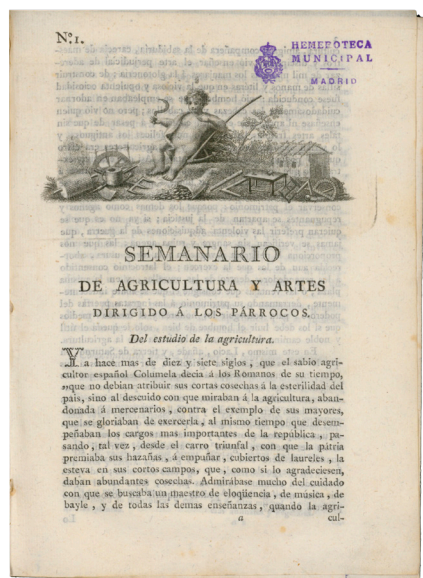 Nº 1.
HEMEROTECA
MUNICIPAL
MADRID
SEMANARIO
DE AGRICULTURA Y ARTES
DIRIGIDO Á LOS PÁRROCOS.
Del estudio de la agricultura.
Ya hace mas de diez y siete siglos, que el sabio agri-
cultor español Columela decia á los Romanos de su tiempo,
„que no debian atribuir sus cortas cosechas á la esterilidad del
pais, sino al descuido con que miraban á la agricultura, aban-
donada á mercenarios, contra el exemplo de sus mayores,
que se gloriaban de exercerla, al mismo tiempo que desem-
peñaban los cargos mas importantes de la república, pa-
sando, tal vez, desde el carro triunfal, con que la pátria
premiaba sus hazañas, á empuñar, cubiertos de laureles, la
esteva en sus cortos campos, que, como si lo agradeciesen,
daban abundantes cosechas. Admirábase mucho del cuidado
con que se buscaba un maestro de eloqüencia, de música, de
bayle, y de todas las demas enseñanzas, quando la agri-
a cul-